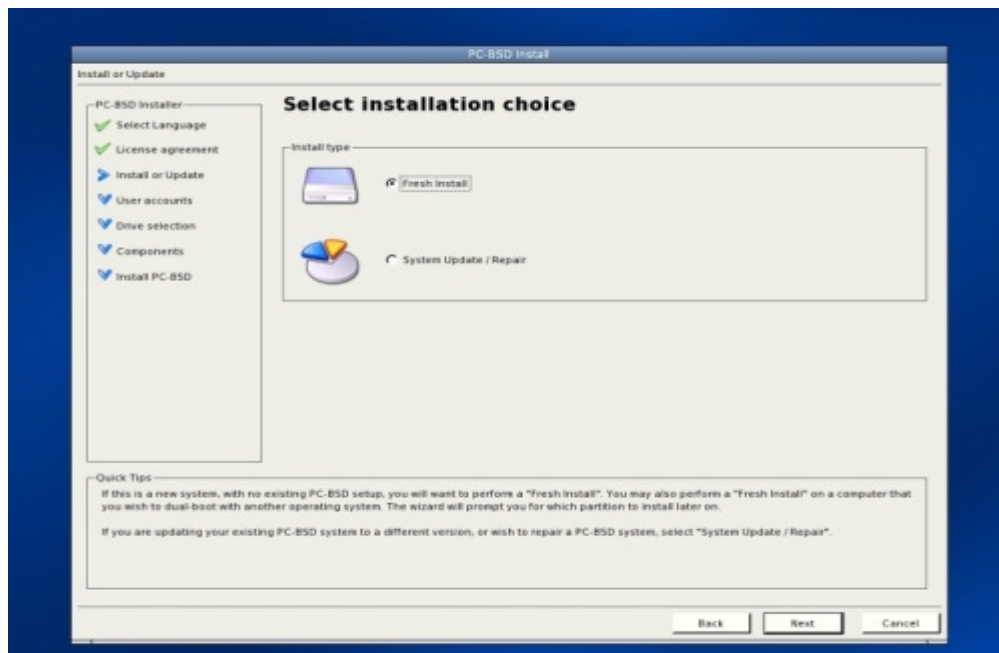 PC-BSD Install
Install or Update
PC-BSD Installer
Select Language
License agreement
Install or Update
User accounts
Drive selection
Components
Install PC-BSD
Select installation choice
Install type
Fresh Install
System Update / Repair
Quick Tips
If this is a new system, with no existing PC-BSD setup, you will want to perform a "Fresh Install". You may also perform a "Fresh Install" on a computer that
you wish to dual-boot with another operating system. The wizard will prompt you for which partition to install later on.
If you are updating your existing PC-BSD system to a different version, or wish to repair a PC-BSD system, select "System Update / Repair".
Back
Next
Cancel